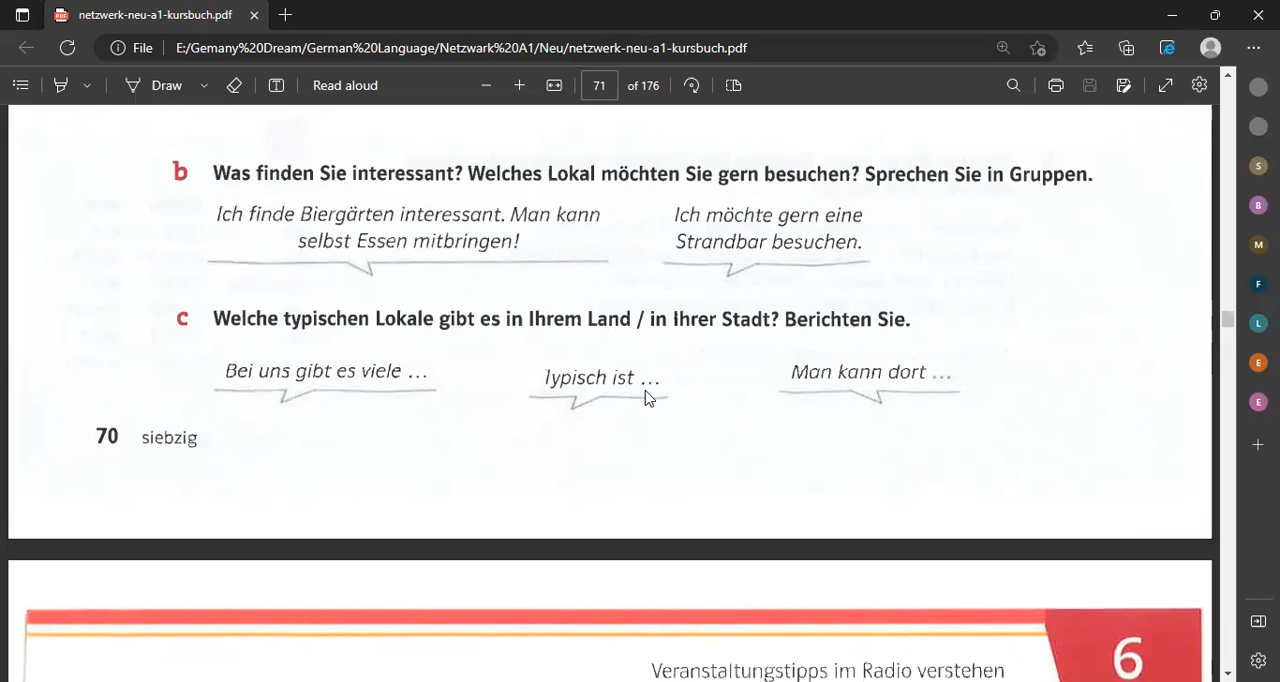 netzwerk-neu-a1-kursbuch.pdf
File E:/Gemany%20Dream/German%20Language/Netzwark%20A1/Neu/netzwerk-neu-a1-kursbuch.pdf
Draw Read aloud 71 of 176
b Was finden Sie interessant? Welches Lokal möchten Sie gern besuchen? Sprechen Sie in Gruppen.
Ich finde Biergärten interessant. Man kann
selbst Essen mitbringen!
Ich möchte gern eine
Strandbar besuchen.
c Welche typischen Lokale gibt es in Ihrem Land / in Ihrer Stadt? Berichten Sie.
Bei uns gibt es viele ...
Typisch ist ...
Man kann dort ...
70 siebzig
6
Veranstaltungstipps im Radio verstehen
S
B
M
F
L
E
E